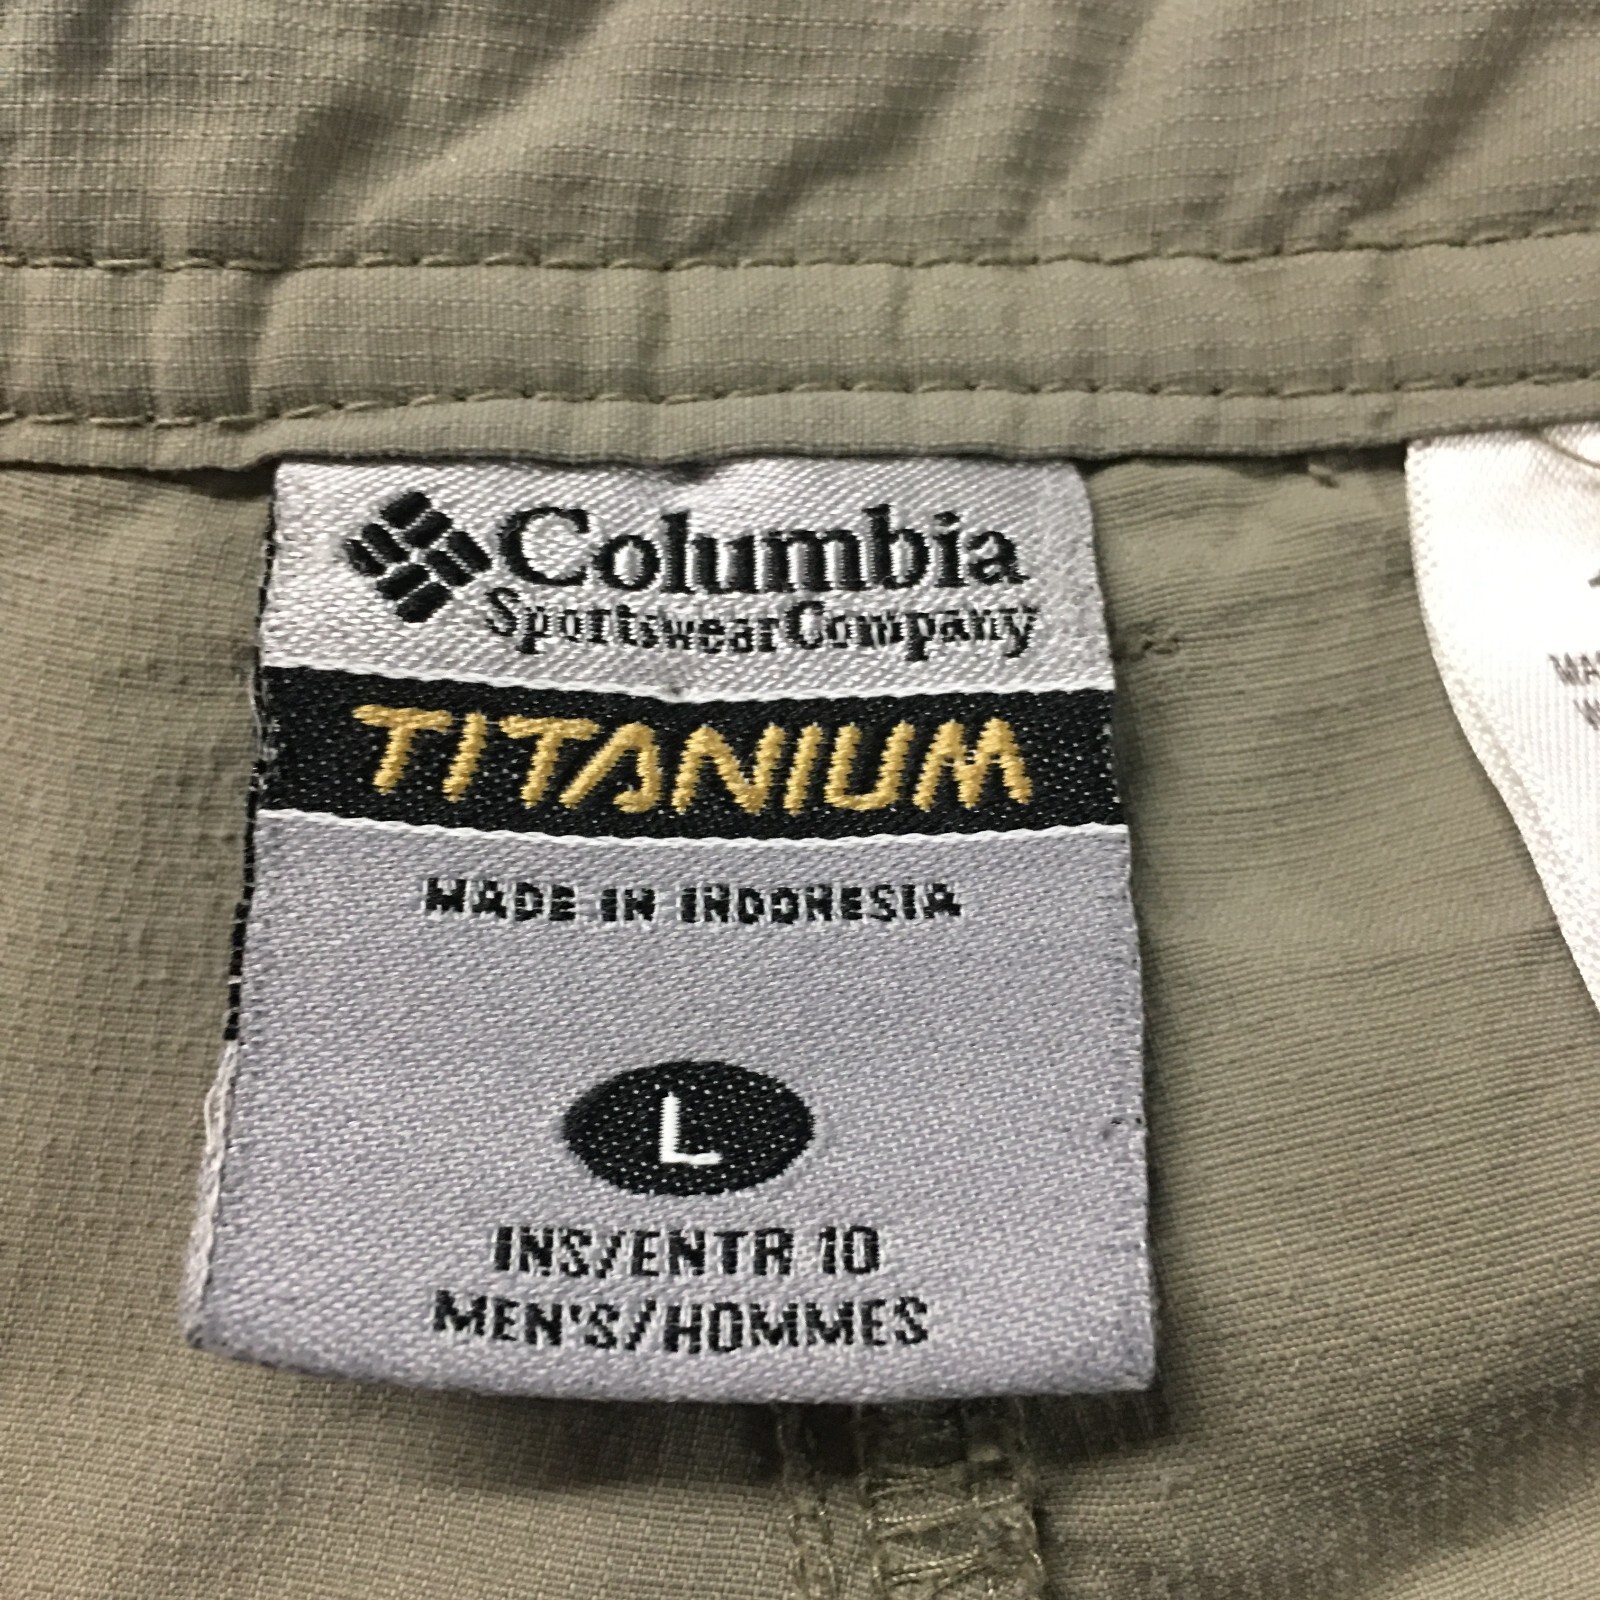 Columbia
Sportswear Company
TITANIUM
MADE IN INDONESIA
L
INS/ENTR 10
MEN'S/HOMMES